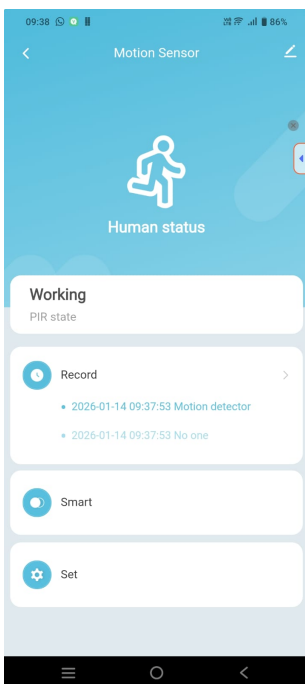 09:38 86%
Motion Sensor
Human status
Working
PIR state
Record
2026-01-14 09:37:53 Motion detector
2026-01-14 09:37:53 No one
Smart
Set